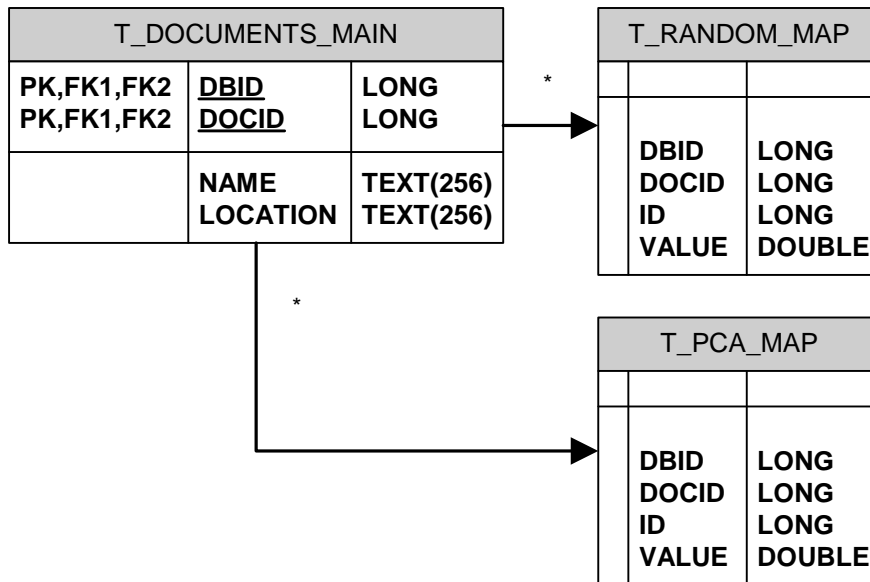 T_DOCUMENTS_MAIN
PK,FK1,FK2 DBID LONG
PK,FK1,FK2 DOCID LONG
NAME TEXT(256)
LOCATION TEXT(256)
*
T_RANDOM_MAP
DBID LONG
DOCID LONG
ID LONG
VALUE DOUBLE
*
T_PCA_MAP
DBID LONG
DOCID LONG
ID LONG
VALUE DOUBLE